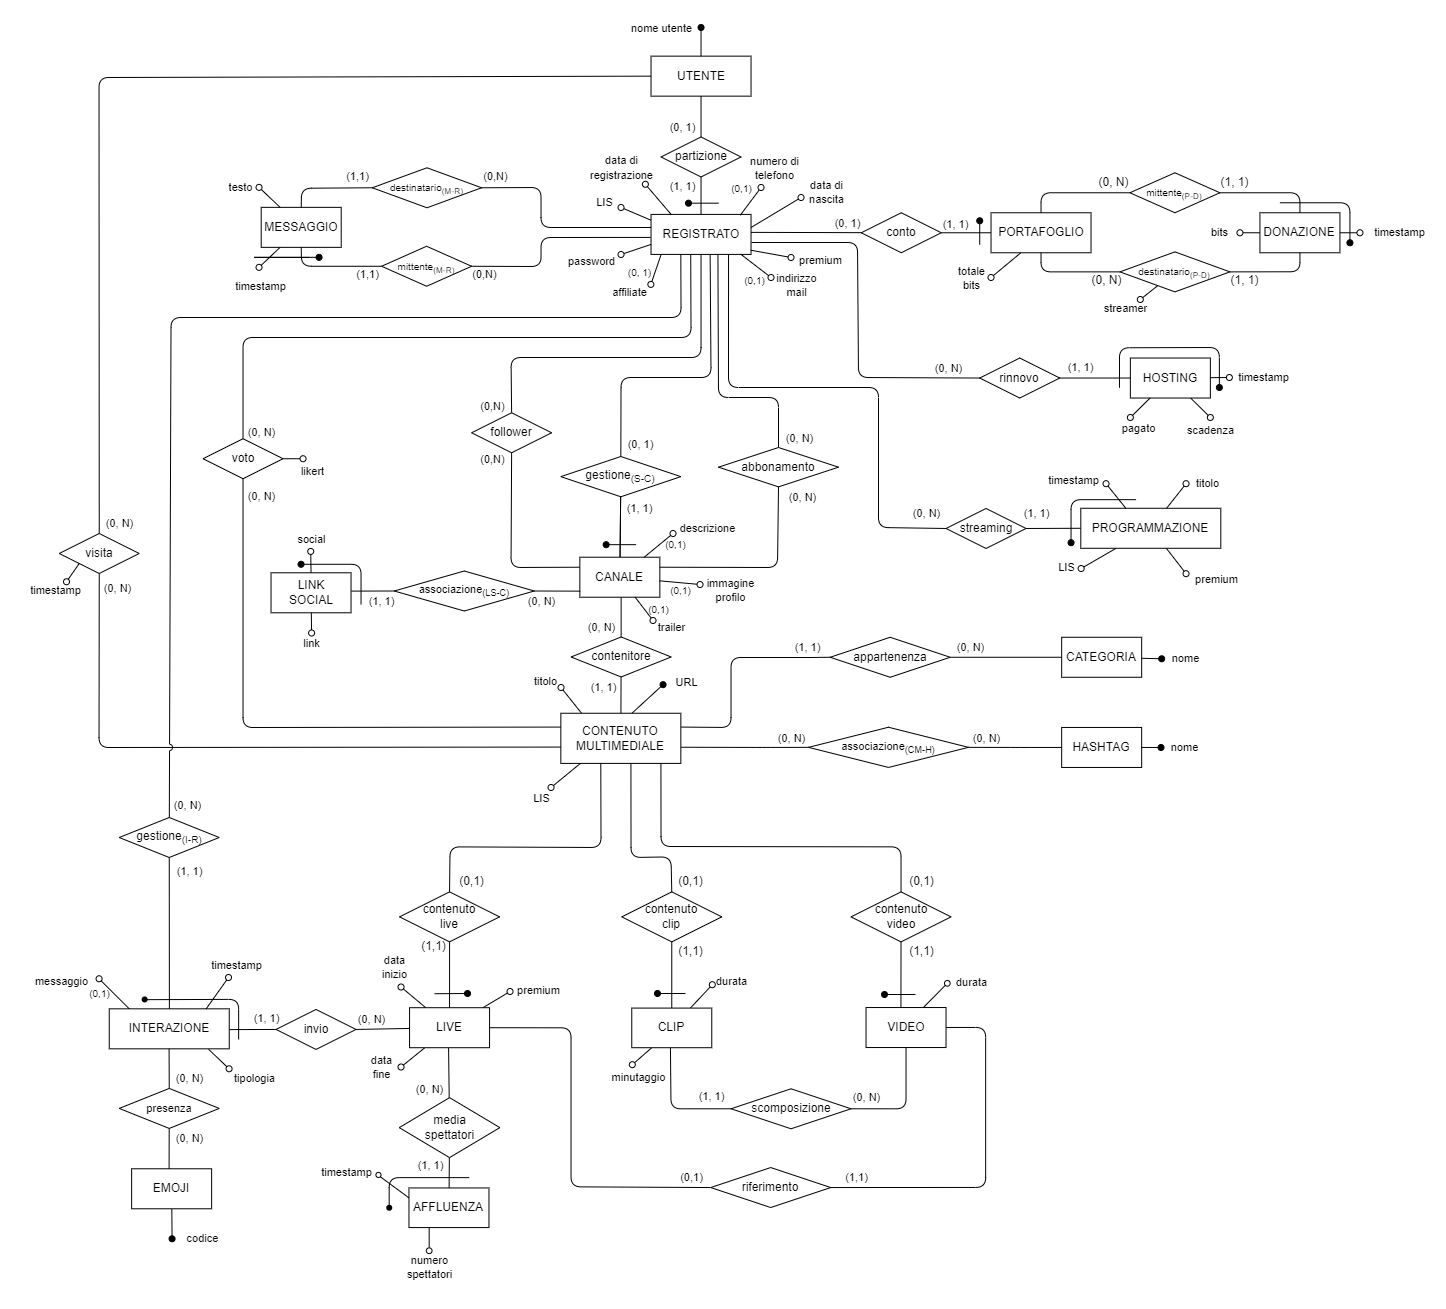 nome utente
UTENTE
(0, 1)
partizione
(1, 1)
data di
registrazione
numero di
telefono
(0,1)
data di
nascita
LIS
REGISTRATO
password
(0, 1)
affiliate
premium
(0,1) indirizzo
mail
testo
(1,1)
destinatario(M-R)
(0,N)
MESSAGGIO
(1,1)
mittente(M-R)
(0,N)
timestamp
(0, 1)
conto
(1, 1)
PORTAFOGLIO
totale
bits
(0, N)
mittente(P-D)
(1, 1)
bits
DONAZIONE
timestamp
(0, N)
destinatario(P-D)
(1, 1)
streamer
(0, N)
rinnovo
(1, 1)
HOSTING
timestamp
pagato
scadenza
(0,N)
follower
(0,N)
(0, 1)
gestione(S-C)
(1, 1)
(0, N)
abbonamento
(0, N)
(0, N)
voto
likert
(0, N)
(0, N)
streaming
(1, 1)
timestamp
titolo
PROGRAMMAZIONE
LIS
premium
(0, N)
visita
timestamp
(0, N)
social
LINK
SOCIAL
link
(1, 1)
associazione(LS-C)
(0, N)
descrizione
(0,1)
CANALE
immagine
profilo
(0,1)
(0,1)
trailer
(0, N)
contenitore
(1, 1)
titolo
URL
CONTENUTO
MULTIMEDIALE
LIS
(1, 1)
appartenenza
(0, N)
CATEGORIA
nome
(0, N)
associazione(CM-H)
(0, N)
HASHTAG
nome
(0, N)
gestione(I-R)
(1, 1)
(0,1)
contenuto
live
(1,1)
(0,1)
contenuto
clip
(1,1)
(0,1)
contenuto
video
(1,1)
messaggio
(0,1)
timestamp
INTERAZIONE
tipologia
(1, 1)
invio
(0, N)
data
inizio
premium
LIVE
data
fine
durata
CLIP
minutaggio
durata
VIDEO
(0, N)
presenza
(0, N)
EMOJI
codice
(0, N)
media
spettatori
(1, 1)
timestamp
AFFLUENZA
numero
spettatori
(1, 1)
scomposizione
(0, N)
(0,1)
riferimento
(1,1)